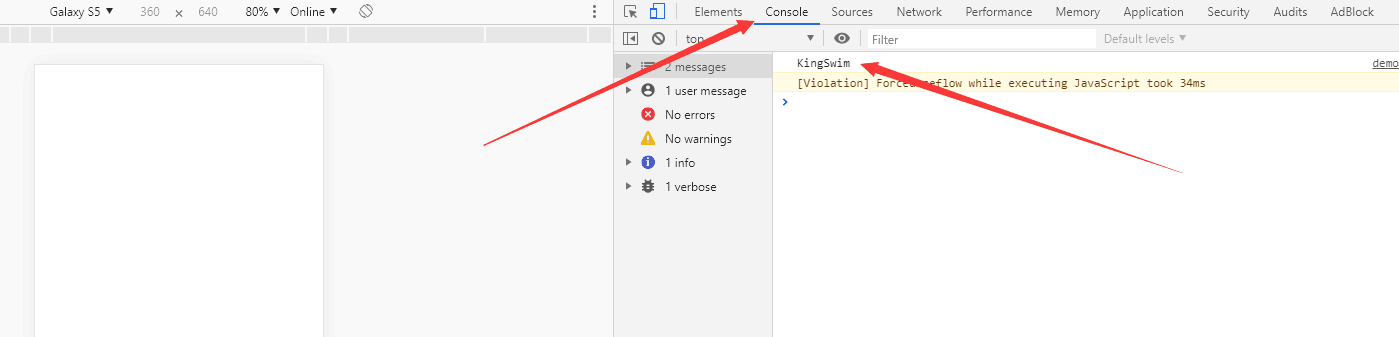 Galaxy S5 360 × 640 80% Online
Elements Console Sources Network Performance Memory Application Security Audits AdBlock
top Filter Default levels
2 messages
1 user message
No errors
No warnings
1 info
1 verbose
KingSwim demo
[Violation] Forced reflow while executing JavaScript took 34ms